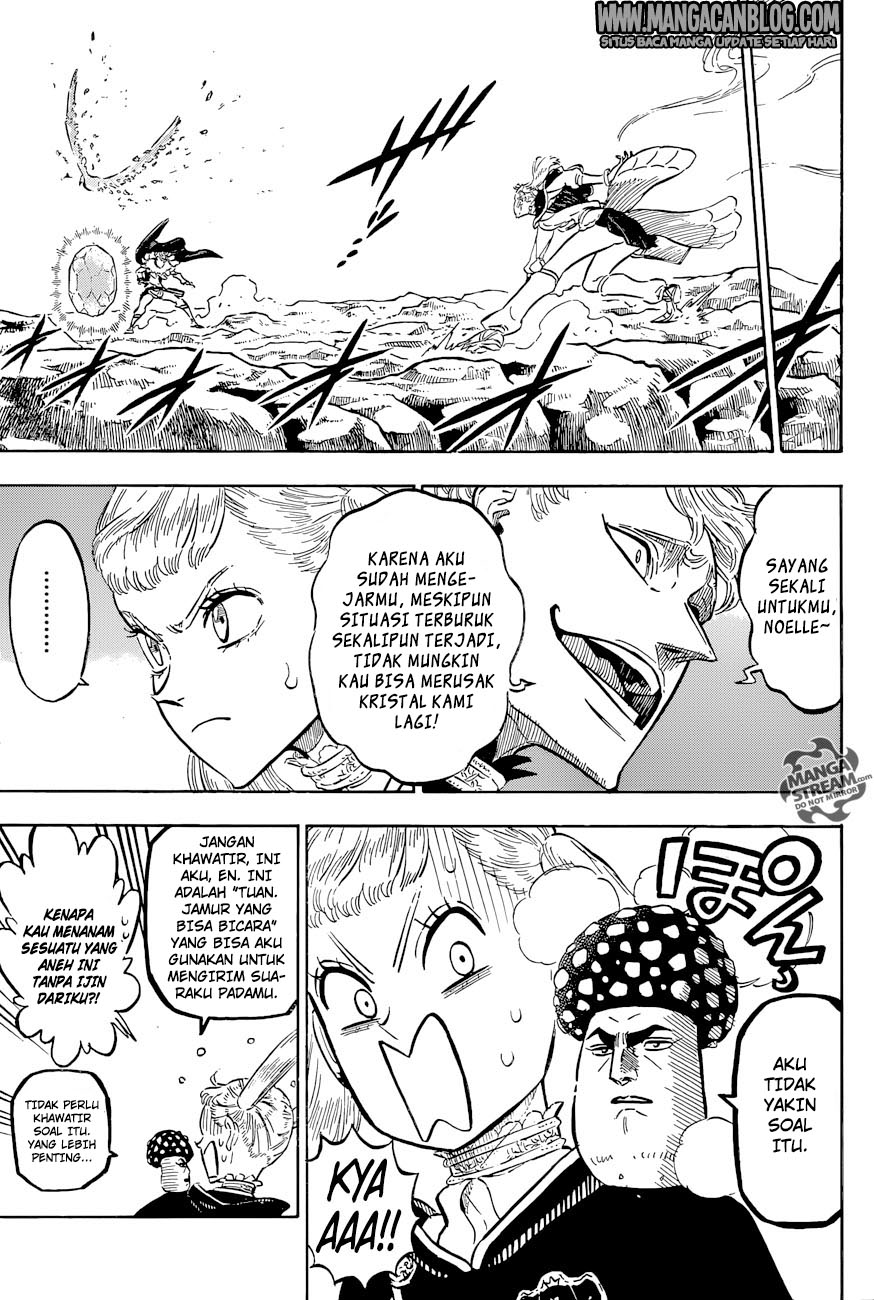 WWW.MANGACANBLOG.COM
SITUS BACA MANGA UPDATE SETIAP HARI
SAYANG
SEKALI
UNTUKMU,
NOELLE~
KARENA AKU
SUDAH MENGE-
JARMU, MESKIPUN
SITUASI TERBURUK
SEKALIPUN TERJADI,
TIDAK MUNGKIN
KAU BISA MERUSAK
KRISTAL KAMI
LAGI!
.........
MANGA
STREAM.com
DO NOT MIRROR!
ぽん
AKU
TIDAK
YAKIN
SOAL
ITU.
KYA
AAA!!
JANGAN
KHAWATIR, INI
AKU, EN. INI
ADALAH "TUAN.
JAMUR YANG
BISA BICARA"
YANG BISA AKU
GUNAKAN UNTUK
MENGIRIM SUA-
RAKU PADAMU.
KENAPA
KAU MENANAM
SESUATU YANG
ANEH INI
TANPA IJIN
DARIKU?!
TIDAK PERLU
KHAWATIR
SOAL ITU.
YANG LEBIH
PENTING...